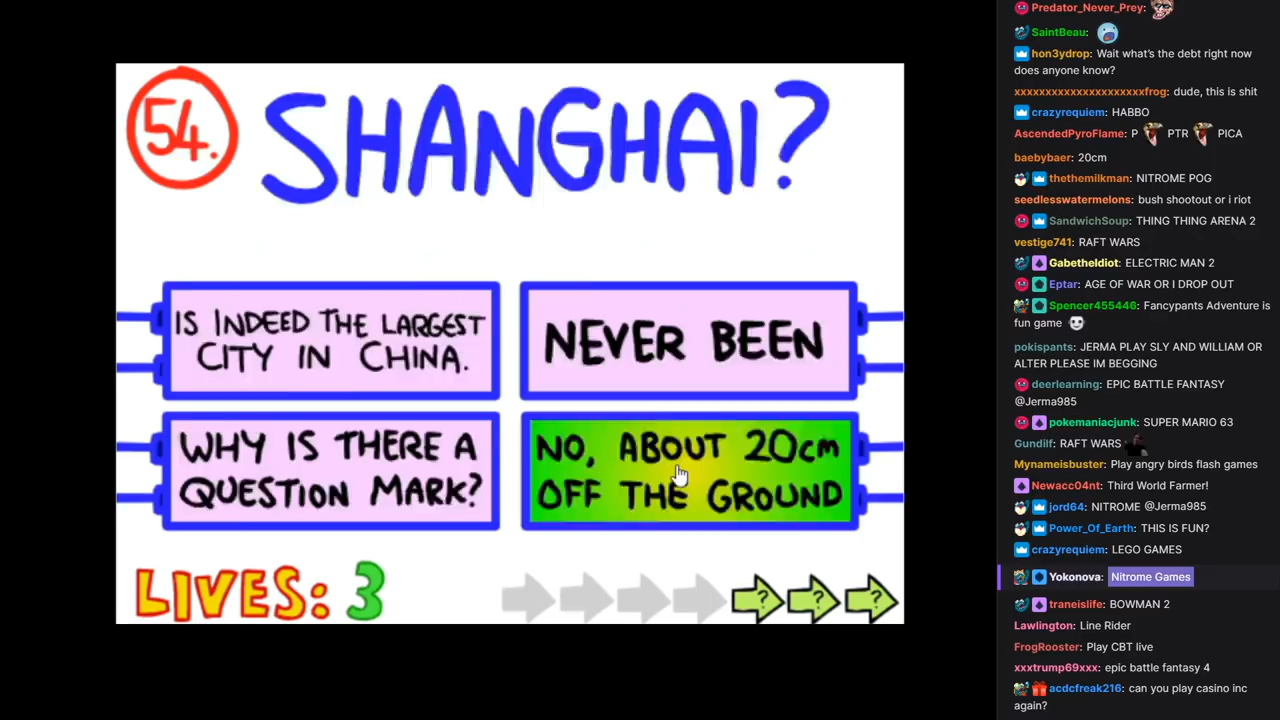 54.
SHANGHAI?
IS INDEED THE LARGEST
CITY IN CHINA.
NEVER BEEN
WHY IS THERE A
QUESTION MARK?
NO, ABOUT 20cm
OFF THE GROUND
LIVES: 3
? ? ?
Predator_Never_Prey:
SaintBeau:
hon3ydrop: Wait what's the debt right now
does anyone know?
xxxxxxxxxxxxxxxxxxxxxfrog: dude, this is shit
crazyrequiem: HABBO
AscendedPyroFlame: P PTR PICA
baebybaer: 20cm
thethemilkman: NITROME POG
seedlesswatermelons: bush shootout or i riot
SandwichSoup: THING THING ARENA 2
vestige741: RAFT WARS
GabetheIdiot: ELECTRIC MAN 2
Eptar: AGE OF WAR OR I DROP OUT
Spencer455446: Fancypants Adventure is
fun game
pokispants: JERMA PLAY SLY AND WILLIAM OR
ALTER PLEASE IM BEGGING
deerlearning: EPIC BATTLE FANTASY
@Jerma985
pokemaniacjunk: SUPER MARIO 63
Gundilf: RAFT WARS
Mynameisbuster: Play angry birds flash games
Newacc04nt: Third World Farmer!
jord64: NITROME @Jerma985
Power_Of_Earth: THIS IS FUN?
crazyrequiem: LEGO GAMES
Yokonova: Nitrome Games
traneislife: BOWMAN 2
Lawlington: Line Rider
FrogRooster: Play CBT live
xxxtrump69xxx: epic battle fantasy 4
acdcfreak216: can you play casino inc
again?